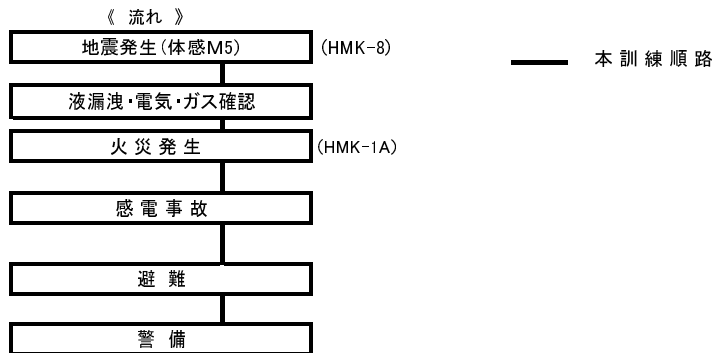 《 流れ 》
地震発生(体感M5) (HMK-8)
本訓練順路
液漏洩・電気・ガス確認
火災発生 (HMK-1A)
感電事故
避難
警備